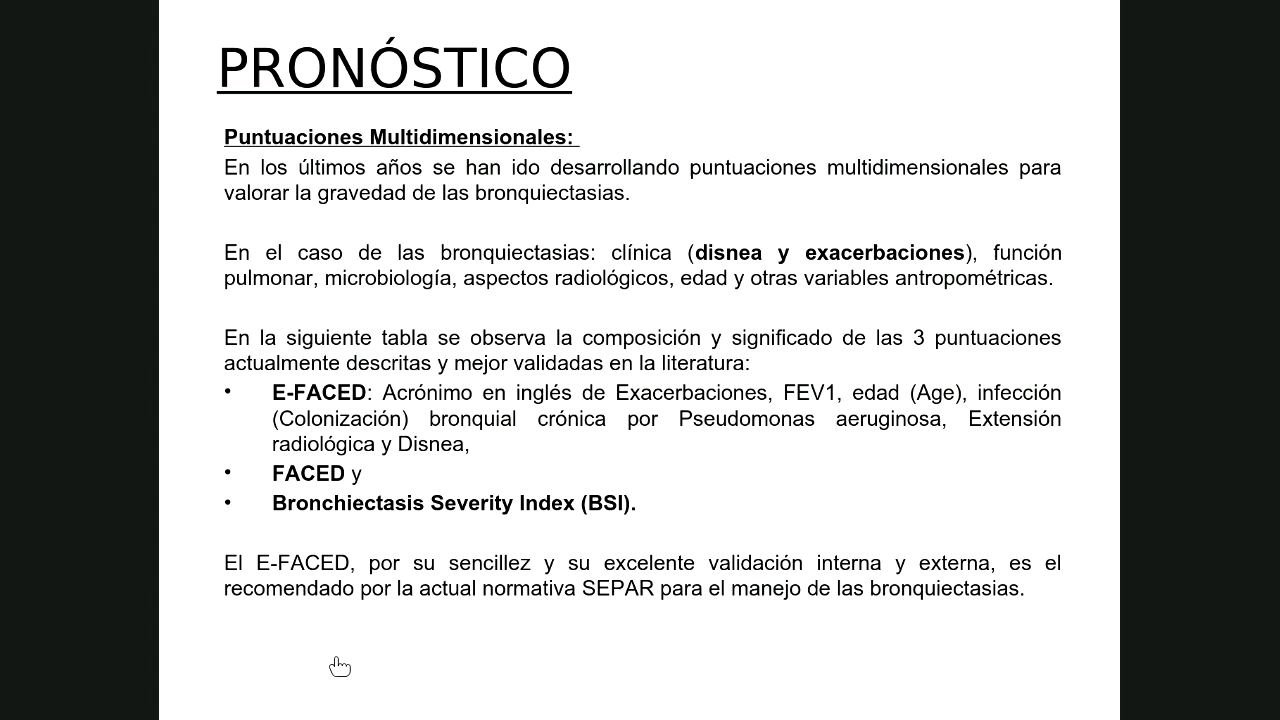 PRONÓSTICO
Puntuaciones Multidimensionales:
En los últimos años se han ido desarrollando puntuaciones multidimensionales para
valorar la gravedad de las bronquiectasias.
En el caso de las bronquiectasias: clínica (disnea y exacerbaciones), función
pulmonar, microbiología, aspectos radiológicos, edad y otras variables antropométricas.
En la siguiente tabla se observa la composición y significado de las 3 puntuaciones
actualmente descritas y mejor validadas en la literatura:
• E-FACED: Acrónimo en inglés de Exacerbaciones, FEV1, edad (Age), infección
(Colonización) bronquial crónica por Pseudomonas aeruginosa, Extensión
radiológica y Disnea,
• FACED y
• Bronchiectasis Severity Index (BSI).
El E-FACED, por su sencillez y su excelente validación interna y externa, es el
recomendado por la actual normativa SEPAR para el manejo de las bronquiectasias.